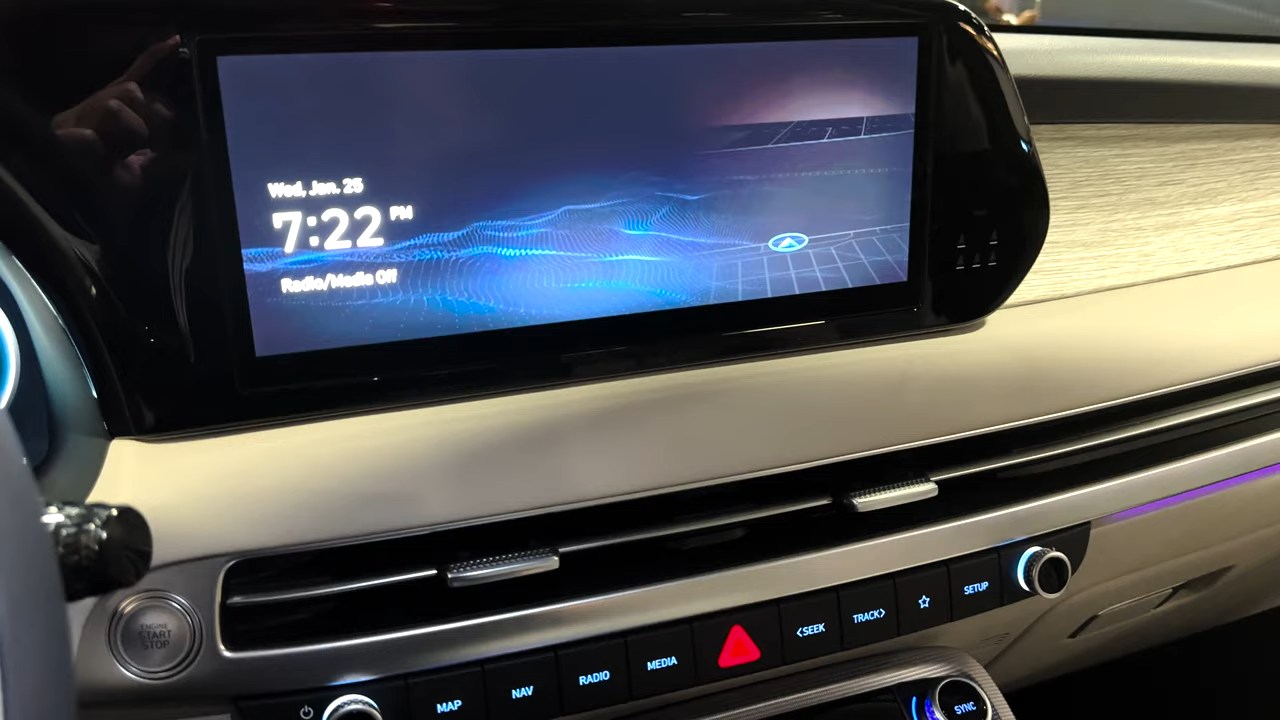 Wed, Jan. 25
7:22 PM
Radio/Media Off
ENGINE
START
STOP
MAP
NAV
RADIO
MEDIA
<SEEK
TRACK>
☆
SETUP
SYNC